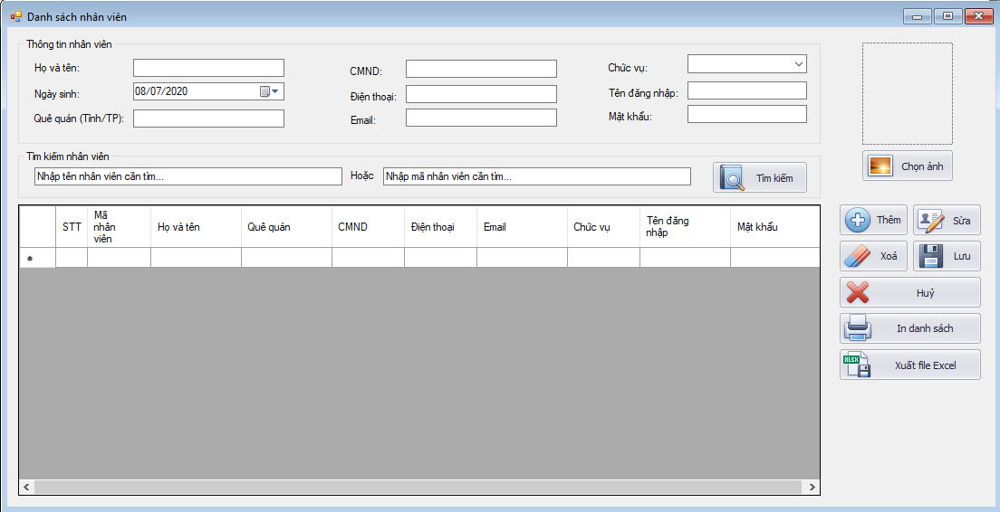 Danh sách nhân viên
Thông tin nhân viên
Họ và tên:
CMND:
Chức vụ:
Ngày sinh:
08/07/2020
Điện thoại:
Tên đăng nhập:
Quê quán (Tỉnh/TP):
Email:
Mật khẩu:
Chọn ảnh
Tìm kiếm nhân viên
Nhập tên nhân viên cần tìm...
Hoặc
Nhập mã nhân viên cần tìm...
Tìm kiếm
STT
Mã
nhân
viên
Họ và tên
Quê quán
CMND
Điện thoại
Email
Chức vụ
Tên đăng
nhập
Mật khẩu
Thêm
Sửa
Xoá
Lưu
Huỷ
In danh sách
XLSX
Xuất file Excel